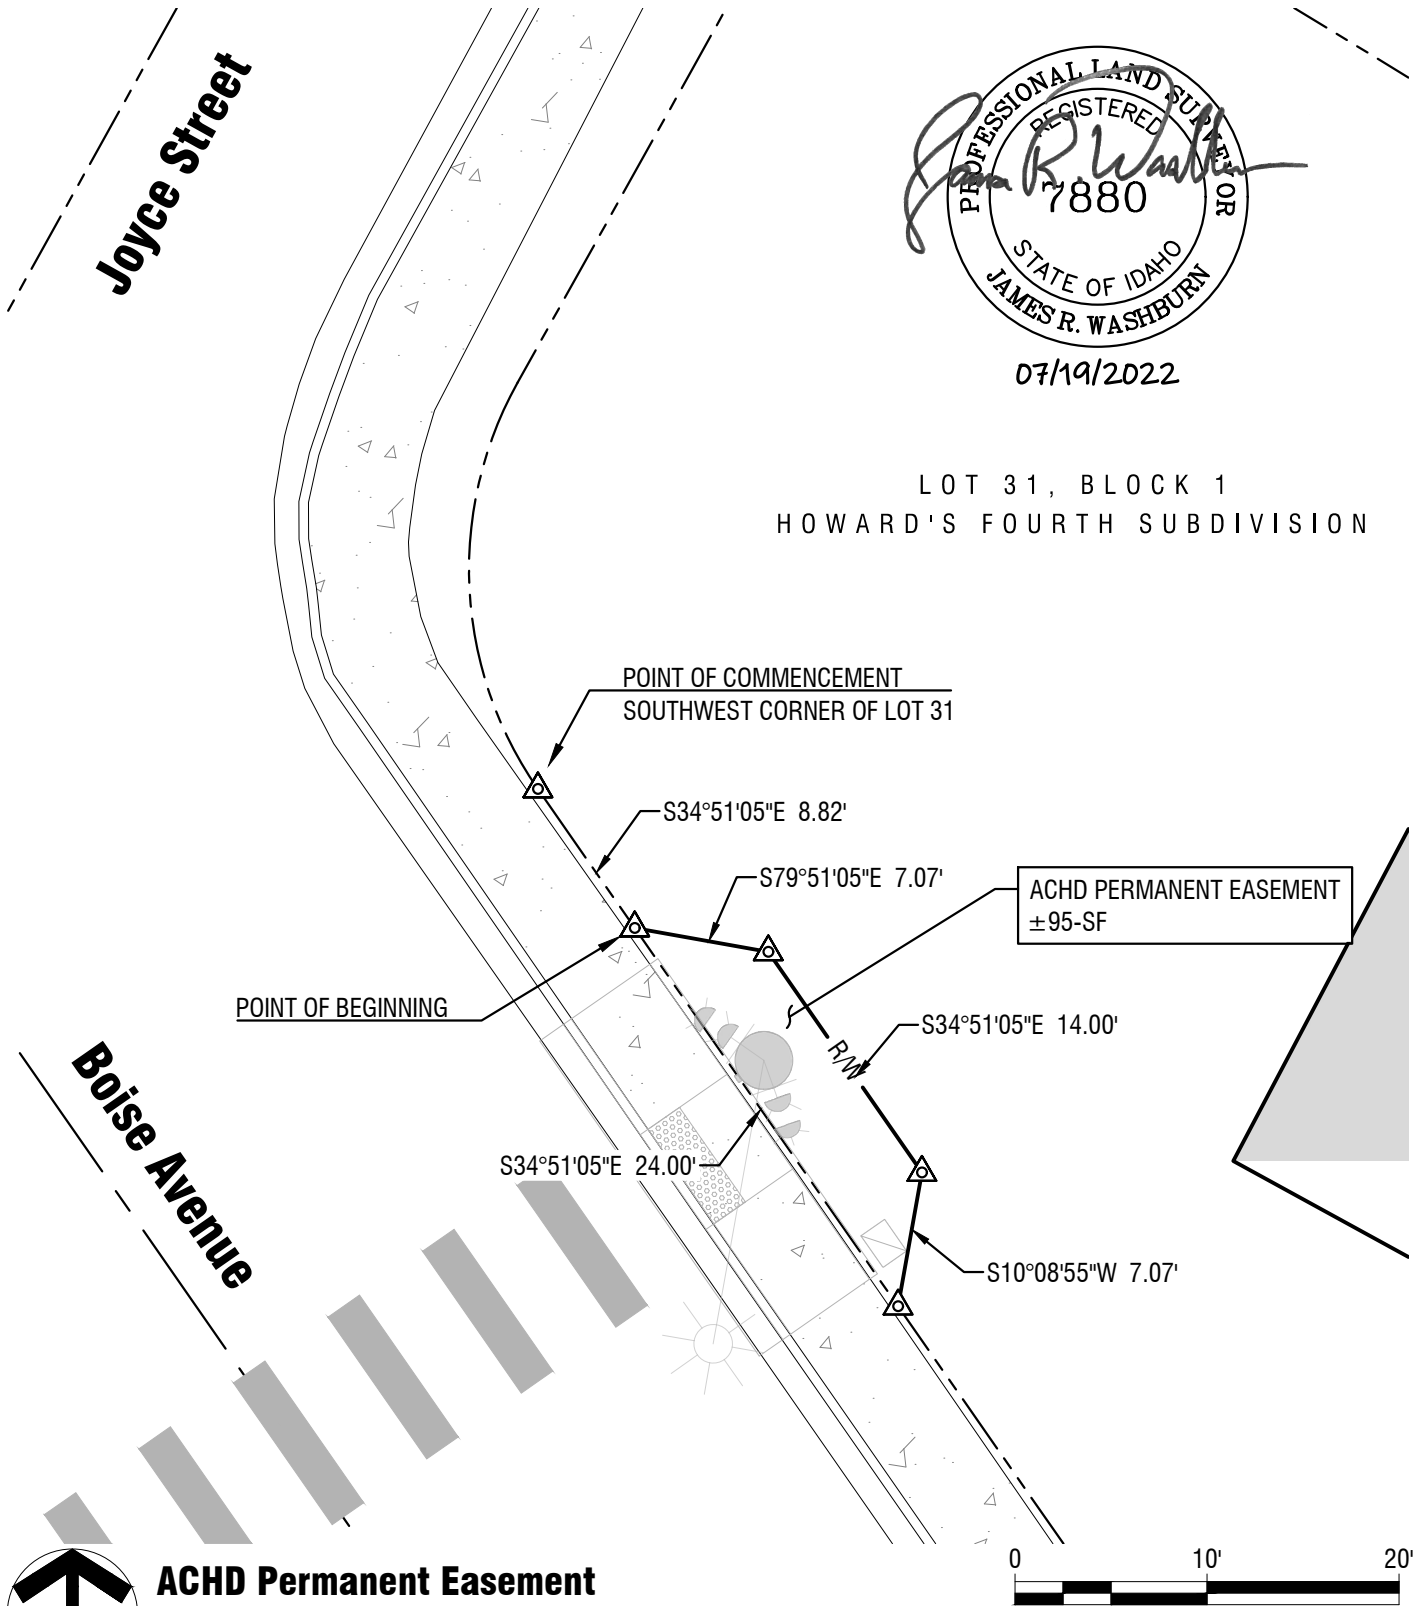 Joyce Street
PROFESSIONAL LAND SURVEYOR
REGISTERED
7880
STATE OF IDAHO
JAMES R. WASHBURN
07/19/2022
LOT 31, BLOCK 1
HOWARD'S FOURTH SUBDIVISION
POINT OF COMMENCEMENT
SOUTHWEST CORNER OF LOT 31
S34°51'05"E 8.82'
S79°51'05"E 7.07'
ACHD PERMANENT EASEMENT
±95-SF
POINT OF BEGINNING
S34°51'05"E 14.00'
R/W
Boise Avenue
S34°51'05"E 24.00'
S10°08'55"W 7.07'
ACHD Permanent Easement
0 10' 20'